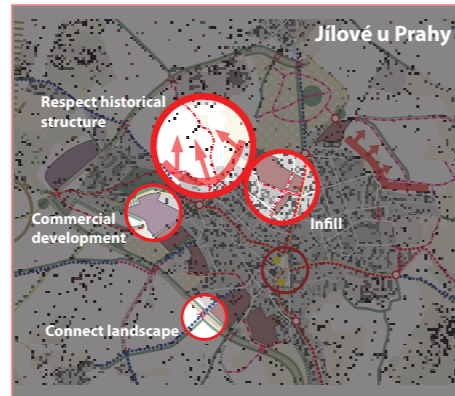 Jílové u Prahy
Respect historical
structure
Infill
Commercial
development
Connect landscape